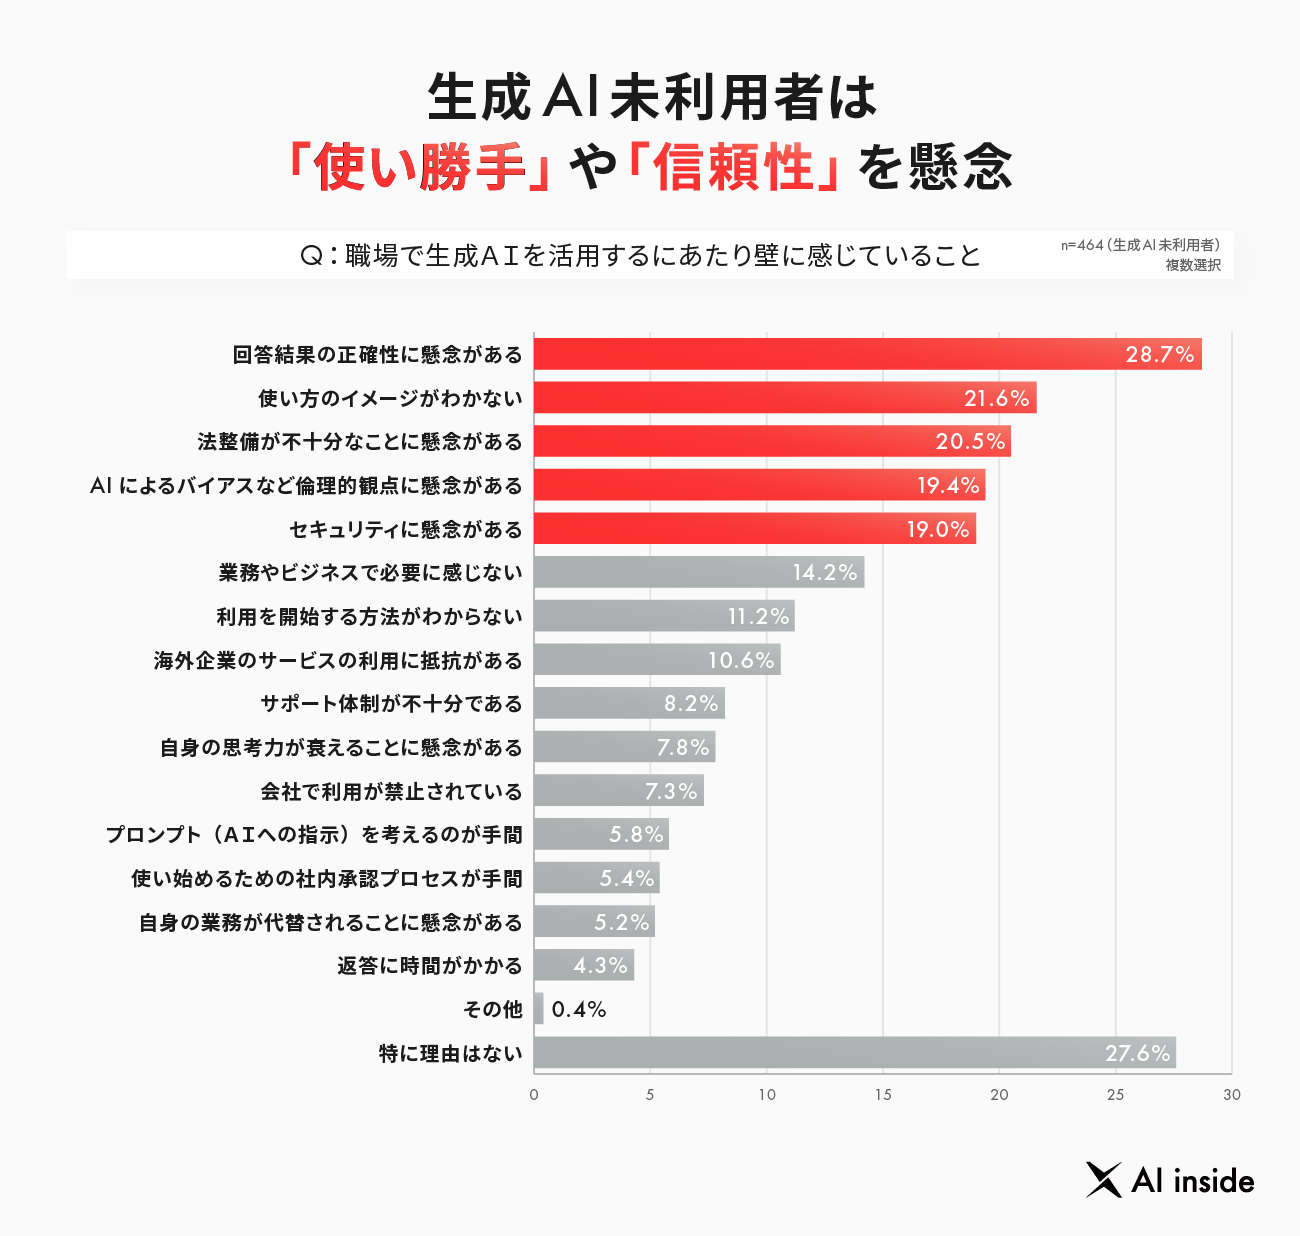 生成AI未利用者は
「使い勝手」や「信頼性」を懸念
Q：職場で生成AIを活用するにあたり壁に感じていること
n=464（生成AI未利用者）
複数選択
回答結果の正確性に懸念がある 28.7%
使い方のイメージがわかない 21.6%
法整備が不十分なことに懸念がある 20.5%
AIによるバイアスなど倫理的観点に懸念がある 19.4%
セキュリティに懸念がある 19.0%
業務やビジネスで必要に感じない 14.2%
利用を開始する方法がわからない 11.2%
海外企業のサービスの利用に抵抗がある 10.6%
サポート体制が不十分である 8.2%
自身の思考力が衰えることに懸念がある 7.8%
会社で利用が禁止されている 7.3%
プロンプト（AIへの指示）を考えるのが手間 5.8%
使い始めるための社内承認プロセスが手間 5.4%
自身の業務が代替されることに懸念がある 5.2%
返答に時間がかかる 4.3%
その他 0.4%
特に理由はない 27.6%
0 5 10 15 20 25 30
AI inside